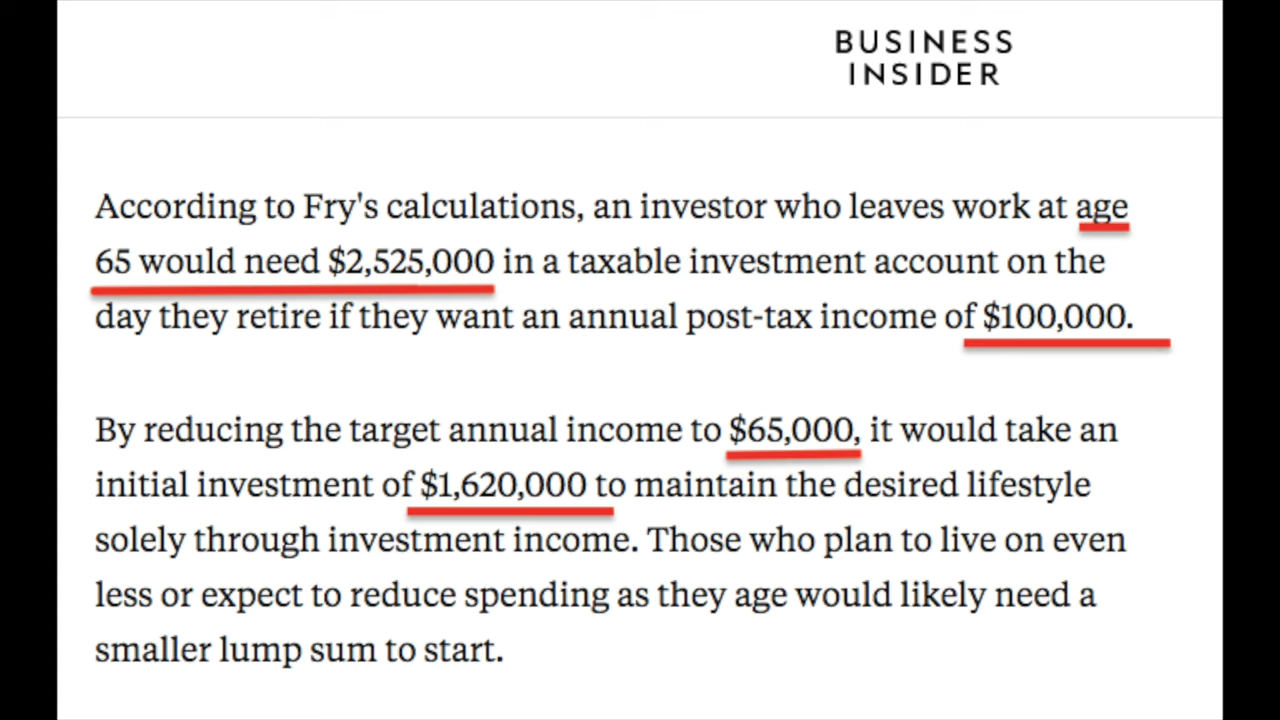 BUSINESS
INSIDER
According to Fry's calculations, an investor who leaves work at age
65 would need $2,525,000 in a taxable investment account on the
day they retire if they want an annual post-tax income of $100,000.
By reducing the target annual income to $65,000, it would take an
initial investment of $1,620,000 to maintain the desired lifestyle
solely through investment income. Those who plan to live on even
less or expect to reduce spending as they age would likely need a
smaller lump sum to start.